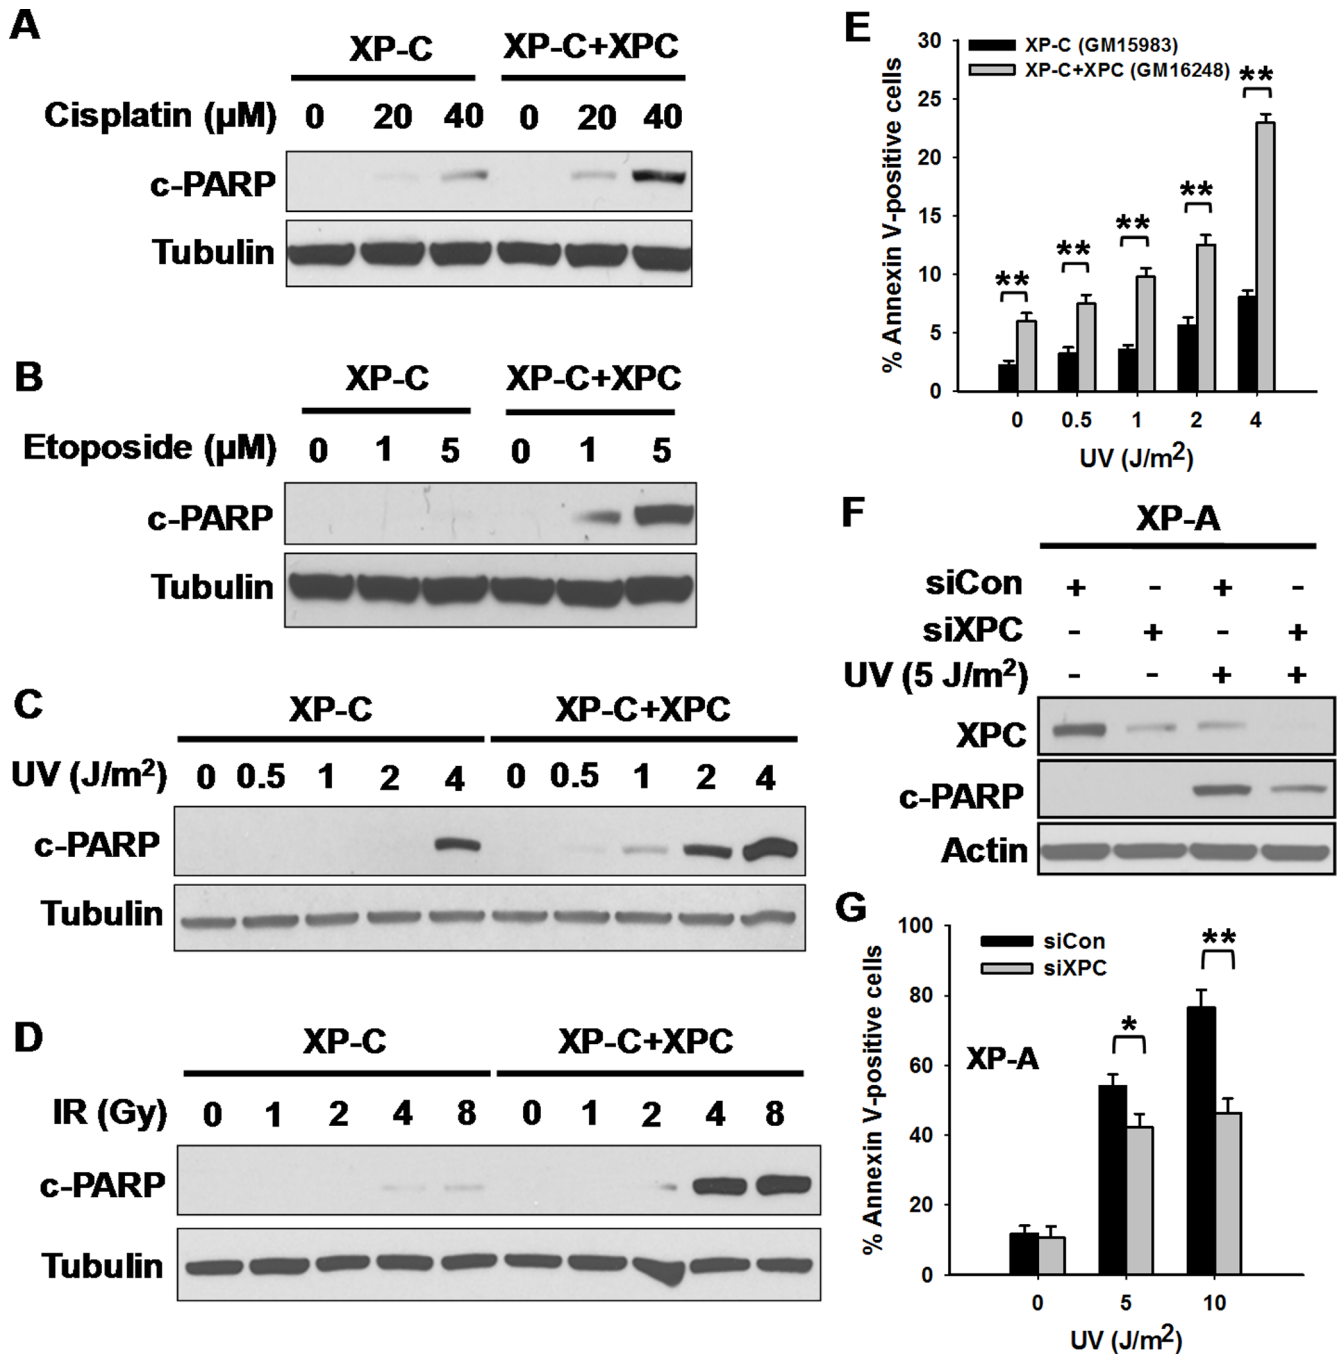 A
XP-C XP-C+XPC
Cisplatin (µM) 0 20 40 0 20 40
c-PARP
Tubulin
B
XP-C XP-C+XPC
Etoposide (µM) 0 1 5 0 1 5
c-PARP
Tubulin
C
XP-C XP-C+XPC
UV (J/m²) 0 0.5 1 2 4 0 0.5 1 2 4
c-PARP
Tubulin
D
XP-C XP-C+XPC
IR (Gy) 0 1 2 4 8 0 1 2 4 8
c-PARP
Tubulin
E
XP-C (GM15983)
XP-C+XPC (GM16248)
% Annexin V-positive cells
30
25
20
15
10
5
0
** ** ** ** **
0 0.5 1 2 4
UV (J/m²)
F
XP-A
siCon + - + -
siXPC - + - +
UV (5 J/m²) - - + +
XPC
c-PARP
Actin
G
siCon
siXPC
XP-A
% Annexin V-positive cells
100
80
60
40
20
0
* **
0 5 10
UV (J/m²)